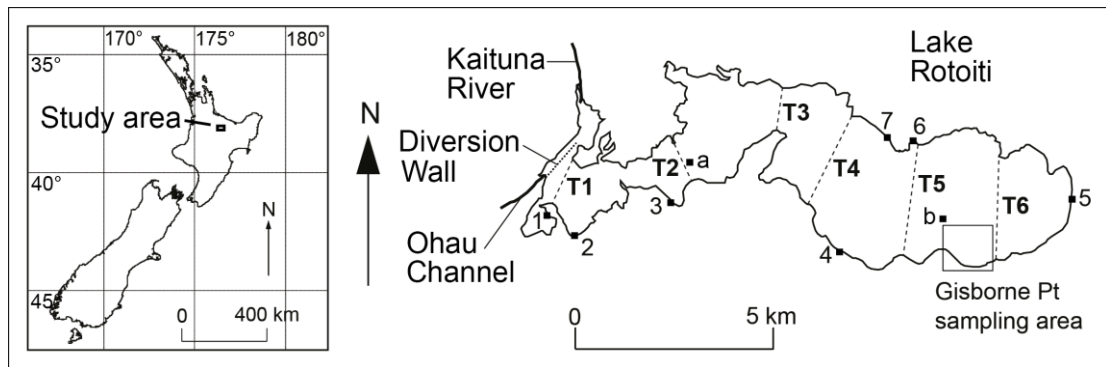 170° 175° 180°
35°
Study area
40°
N
45°
0 400 km
N
Kaituna
River
Diversion
Wall
Ohau
Channel
Lake
Rotoiti
T1
T2
T3
T4
T5
T6
1
2
3
a
4
7
6
b
5
Gisborne Pt
sampling area
0 5 km